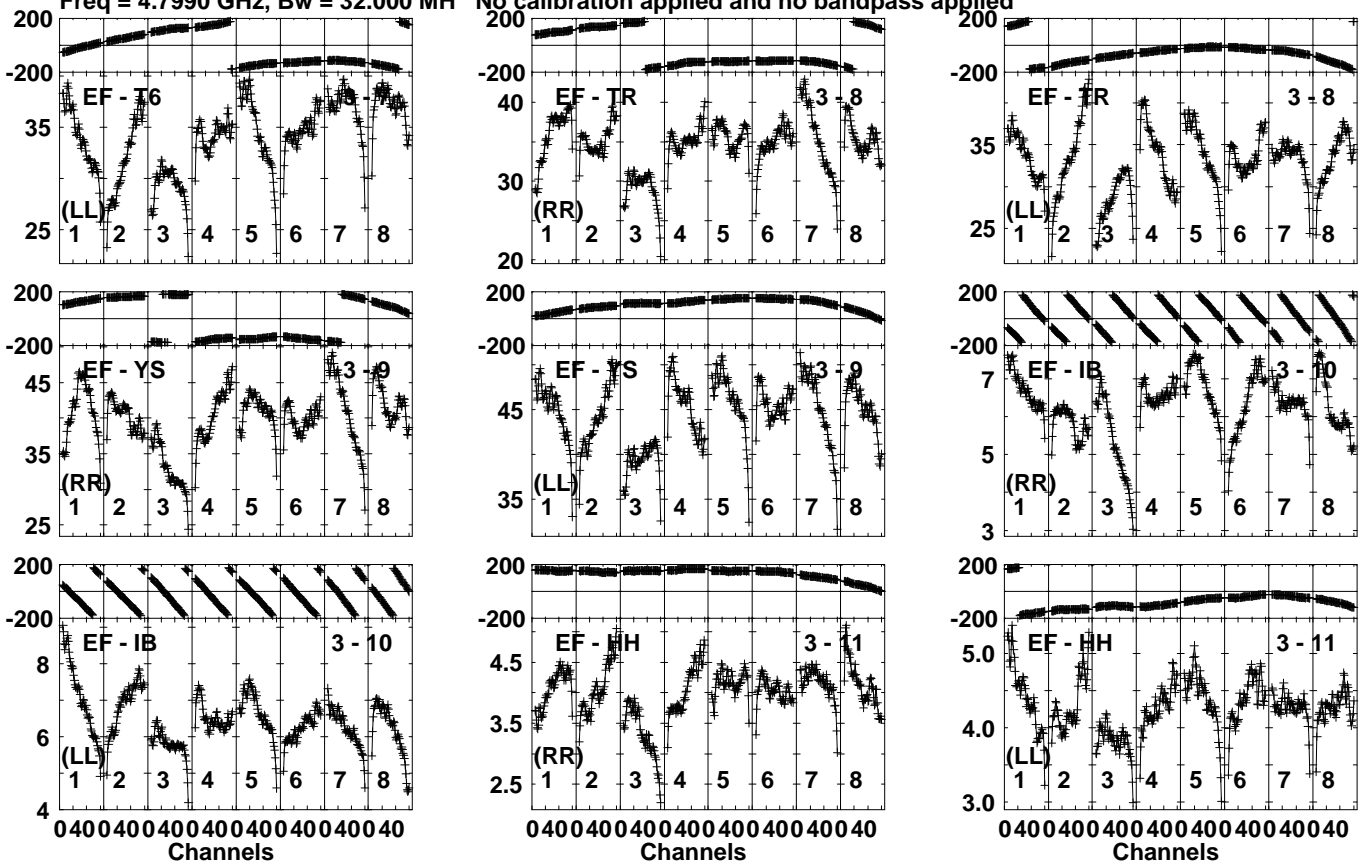 Freq = 4.7990 GHz, Bw = 32.000 MH No calibration applied and no bandpass applied
200
-200
EF - T6 3 - 7
35
25
(LL)
1 2 3 4 5 6 7 8
200
-200
EF - TR 3 - 8
40
30
20
(RR)
1 2 3 4 5 6 7 8
200
-200
EF - TR 3 - 8
35
25
(LL)
1 2 3 4 5 6 7 8
200
-200
EF - YS 3 - 9
45
35
25
(RR)
1 2 3 4 5 6 7 8
200
-200
EF - YS 3 - 9
45
35
(LL)
1 2 3 4 5 6 7 8
200
-200
EF - IB 3 - 10
7
5
3
(RR)
1 2 3 4 5 6 7 8
200
-200
EF - IB 3 - 10
8
6
4
(LL)
1 2 3 4 5 6 7 8
0 40 0 40 0 40 0 40 0 40 0 40 0 40 0 40
Channels
200
-200
EF - HH 3 - 11
4.5
3.5
2.5
(RR)
1 2 3 4 5 6 7 8
0 40 0 40 0 40 0 40 0 40 0 40 0 40 0 40
Channels
200
-200
EF - HH 3 - 11
5.0
4.0
3.0
(LL)
1 2 3 4 5 6 7 8
0 40 0 40 0 40 0 40 0 40 0 40 0 40 0 40
Channels